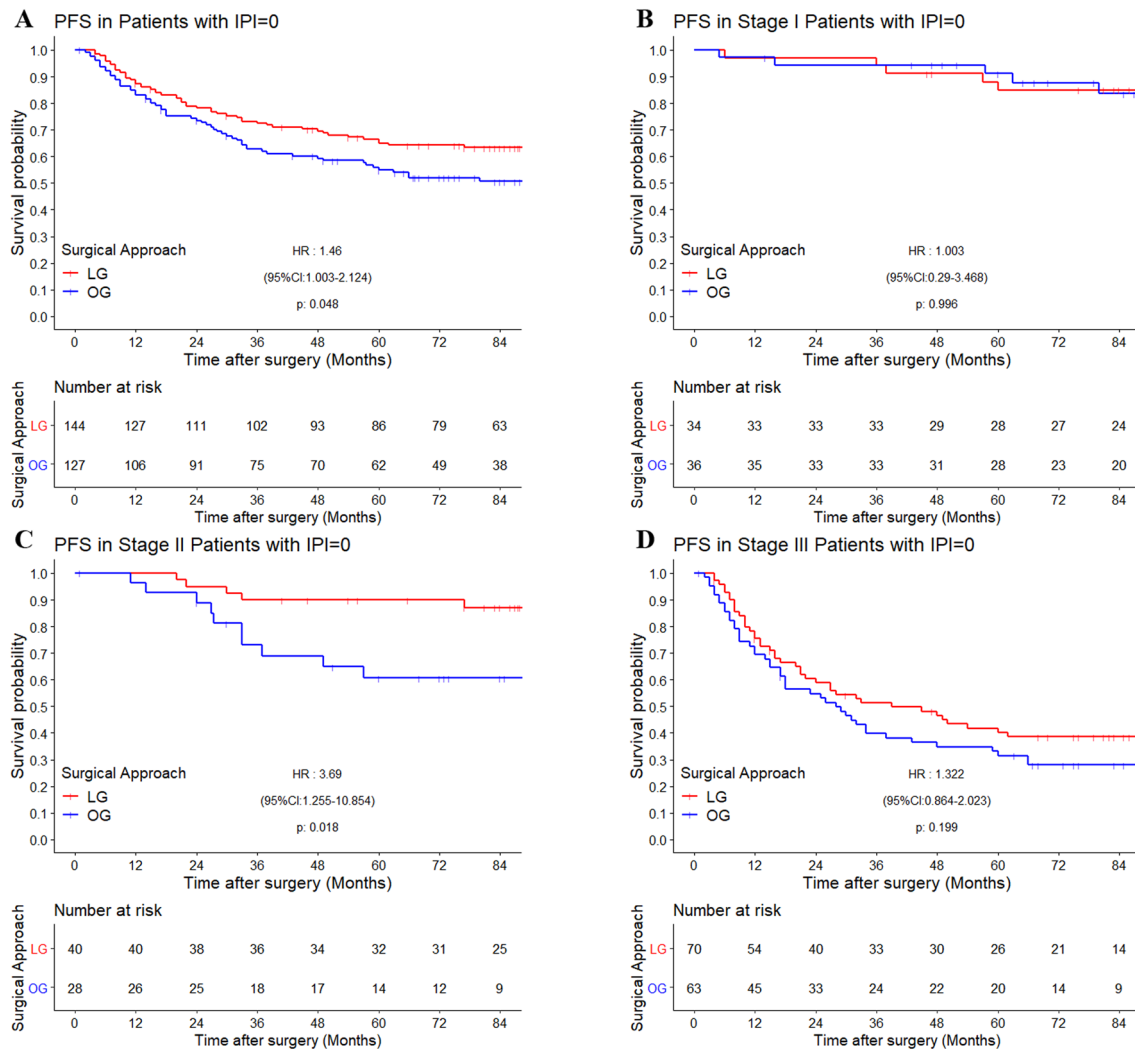 A PFS in Patients with IPI=0
Survival probability
1.0
0.9
0.8
0.7
0.6
0.5
0.4
0.3
0.2
0.1
0.0
Surgical Approach
LG
OG
HR : 1.46
(95%CI:1.003-2.124)
p: 0.048
0 12 24 36 48 60 72 84
Time after surgery (Months)
Number at risk
Surgical Approach
LG 144 127 111 102 93 86 79 63
OG 127 106 91 75 70 62 49 38
0 12 24 36 48 60 72 84
Time after surgery (Months)
B PFS in Stage I Patients with IPI=0
Survival probability
1.0
0.9
0.8
0.7
0.6
0.5
0.4
0.3
0.2
0.1
0.0
Surgical Approach
LG
OG
HR : 1.003
(95%CI:0.29-3.468)
p: 0.996
0 12 24 36 48 60 72 84
Time after surgery (Months)
Number at risk
Surgical Approach
LG 34 33 33 33 29 28 27 24
OG 36 35 33 33 31 28 23 20
0 12 24 36 48 60 72 84
Time after surgery (Months)
C PFS in Stage II Patients with IPI=0
Survival probability
1.0
0.9
0.8
0.7
0.6
0.5
0.4
0.3
0.2
0.1
0.0
Surgical Approach
LG
OG
HR : 3.69
(95%CI:1.255-10.854)
p: 0.018
0 12 24 36 48 60 72 84
Time after surgery (Months)
Number at risk
Surgical Approach
LG 40 40 38 36 34 32 31 25
OG 28 26 25 18 17 14 12 9
0 12 24 36 48 60 72 84
Time after surgery (Months)
D PFS in Stage III Patients with IPI=0
Survival probability
1.0
0.9
0.8
0.7
0.6
0.5
0.4
0.3
0.2
0.1
0.0
Surgical Approach
LG
OG
HR : 1.322
(95%CI:0.864-2.023)
p: 0.199
0 12 24 36 48 60 72 84
Time after surgery (Months)
Number at risk
Surgical Approach
LG 70 54 40 33 30 26 21 14
OG 63 45 33 24 22 20 14 9
0 12 24 36 48 60 72 84
Time after surgery (Months)